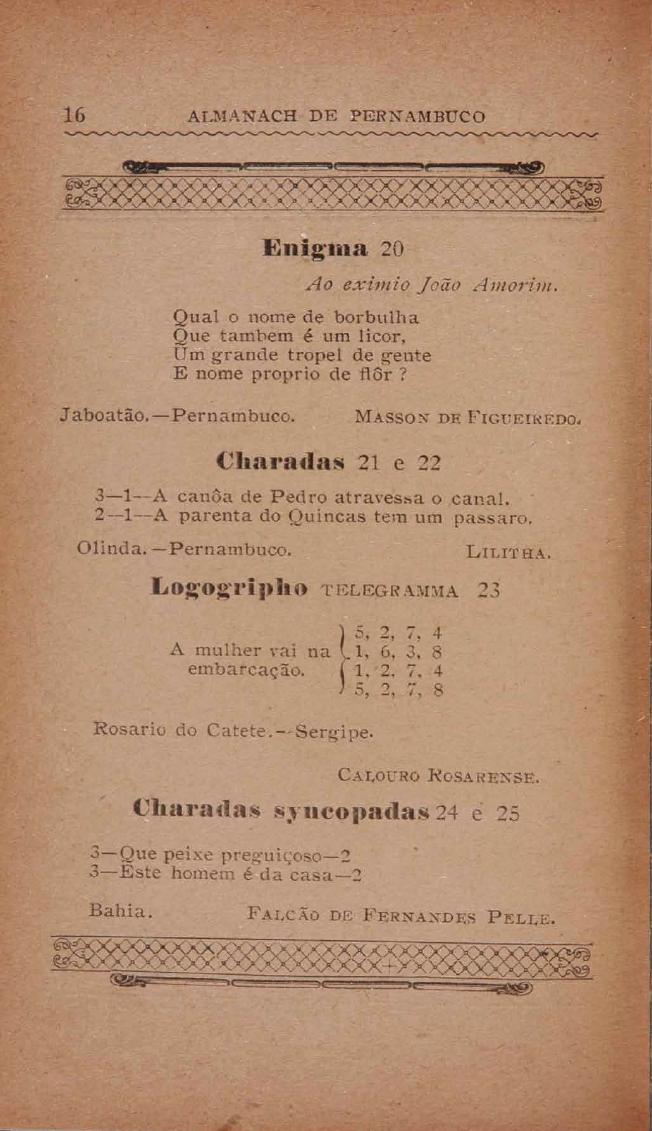 16 ALMANACH DE PERNAMBUCO
Enigma 20
Ao eximio João Amorim.
Qual o nome de borbulha
Que tambem é um licor,
Um grande tropel de gente
E nome proprio de flôr ?
Jaboatão.—Pernambuco. MASSON DE FIGUEIREDO.
Charadas 21 e 22
3—1—A canôa de Pedro atravessa o canal.
2—1—A parenta do Quincas tem um passaro.
Olinda.—Pernambuco. LILITHA.
Logogripho TELEGRAMMA 23
5, 2, 7, 4
A mulher vai na 1, 6, 3, 8
embarcação. 1, 2, 7, 4
5, 2, 7, 8
Rosario do Catete.—Sergipe.
CALOURO ROSARENSE.
Charadas syncopadas 24 e 25
3—Que peixe preguiçoso—2
3—Este homem é da casa—2
Bahia. FALCÃO DE FERNANDES PELLE.